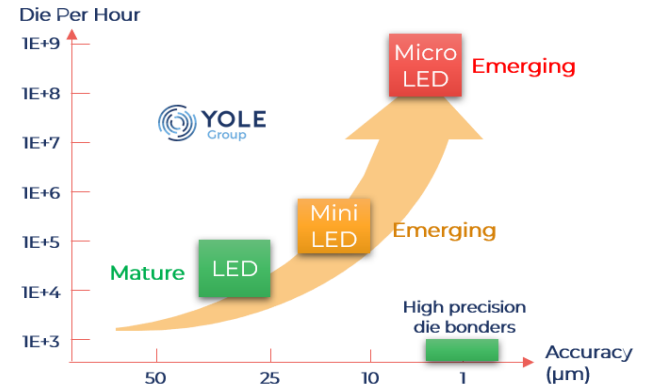 Die Per Hour
1E+9
1E+8
1E+7
1E+6
1E+5
1E+4
1E+3
YOLE
Group
Micro
LED
Emerging
Mini
LED
Emerging
Mature
LED
High precision
die bonders
50
25
10
1
Accuracy
(µm)